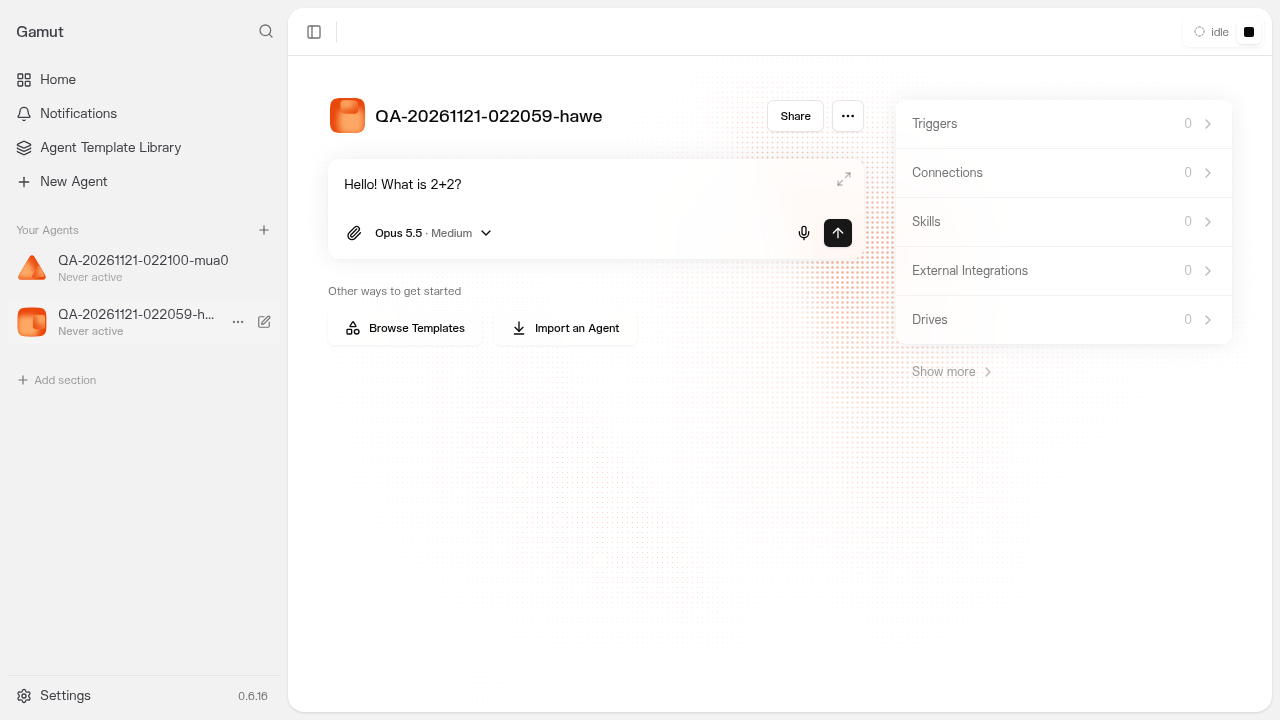 Gamut
Home
Notifications
Agent Template Library
New Agent
Your Agents
QA-20261121-022100-mua0
Never active
QA-20261121-022059-h...
Never active
Add section
Settings
0.6.16
idle
QA-20261121-022059-hawe
Share
Hello! What is 2+2?
Opus 5.5 · Medium
Other ways to get started
Browse Templates
Import an Agent
Triggers 0
Connections 0
Skills 0
External Integrations 0
Drives 0
Show more